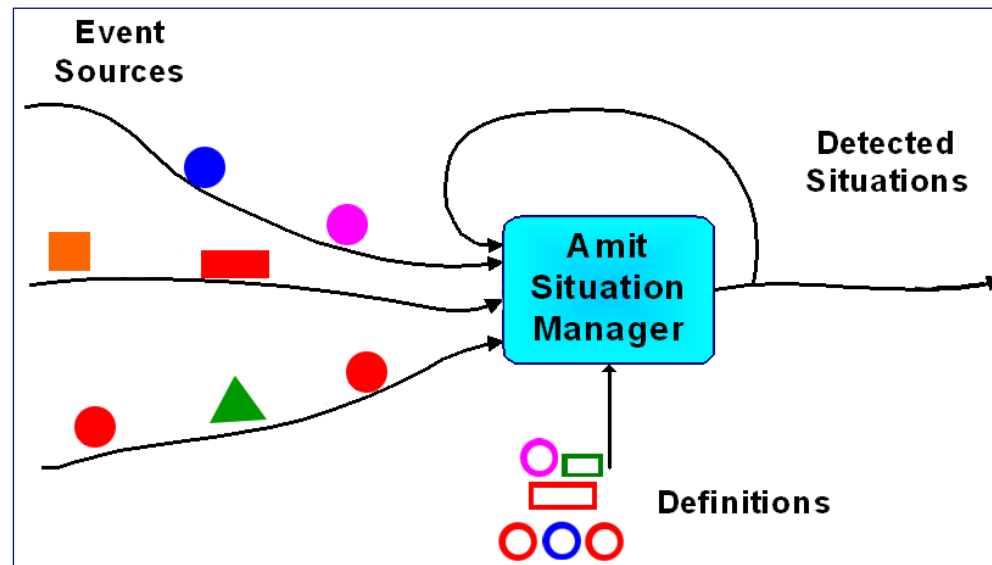 Event
Sources
Detected
Situations
Amit
Situation
Manager
Definitions